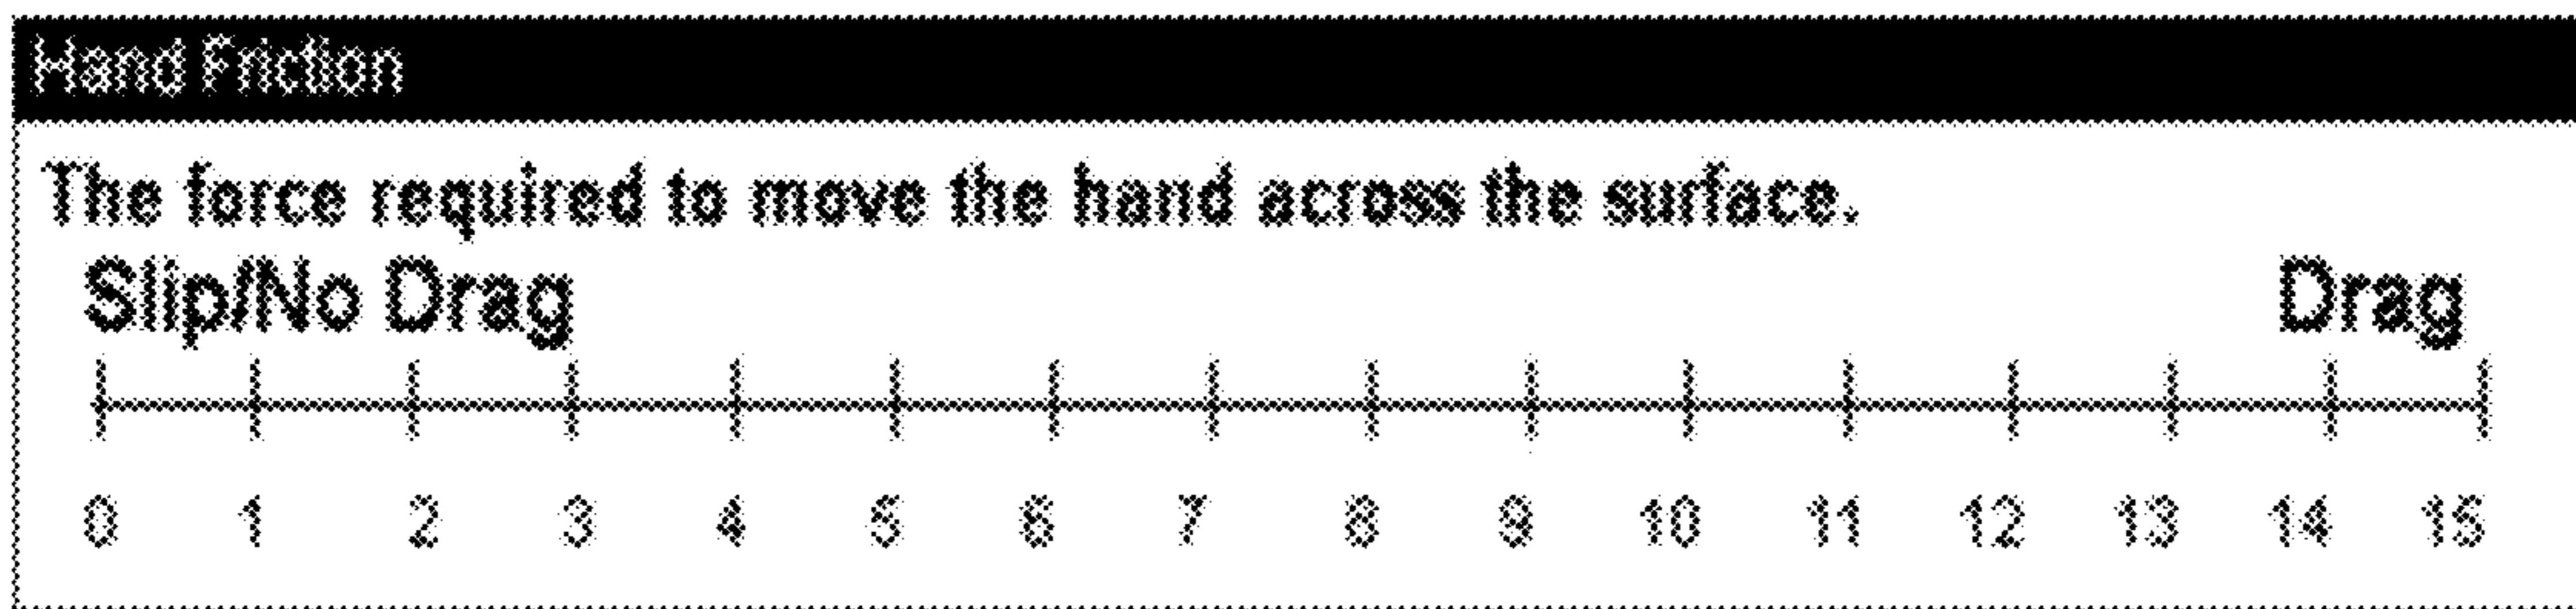 Hand Friction
The force required to move the hand across the surface.
Slip/No Drag Drag
0 1 2 3 4 5 6 7 8 9 10 11 12 13 14 15